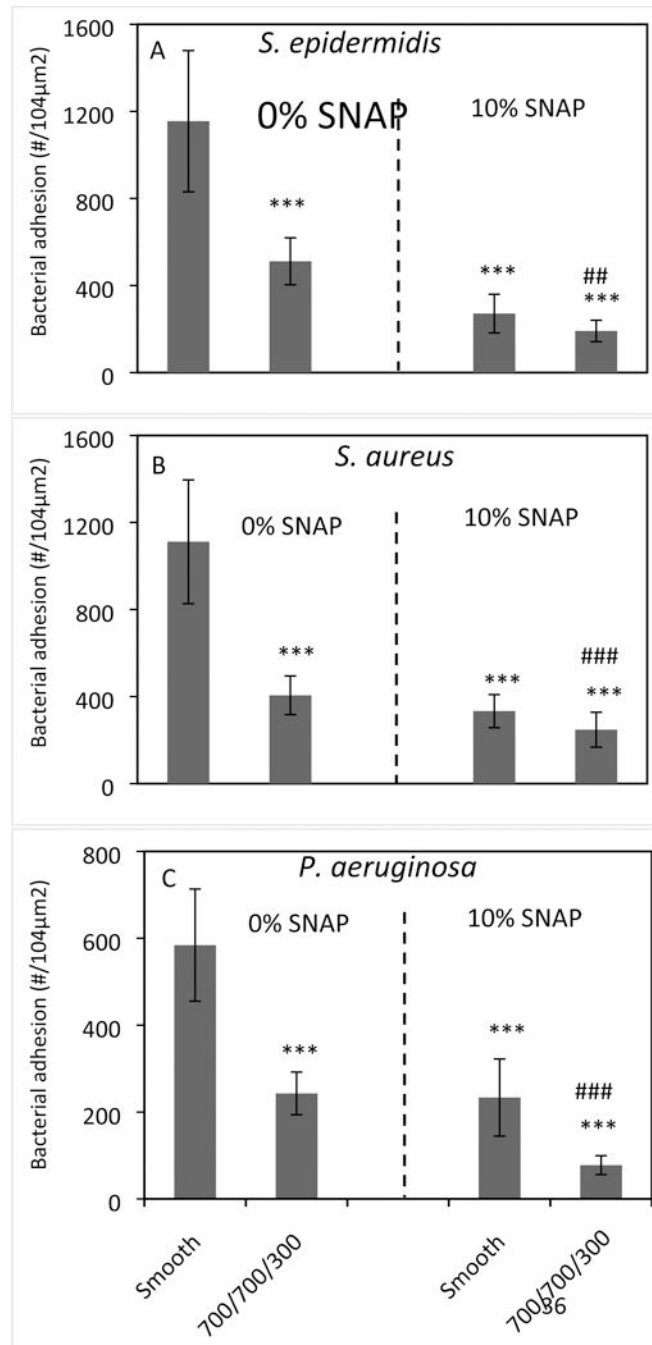 A
S. epidermidis
1600
1200
800
400
0
Bacterial adhesion (#/104µm2)
0% SNAP
10% SNAP
***
***
##
***
B
S. aureus
1600
1200
800
400
0
Bacterial adhesion (#/104µm2)
0% SNAP
10% SNAP
***
***
###
***
C
P. aeruginosa
800
600
400
200
0
Bacterial adhesion (#/104µm2)
0% SNAP
10% SNAP
***
***
###
***
Smooth
700/700/300
Smooth
700/700/300
36